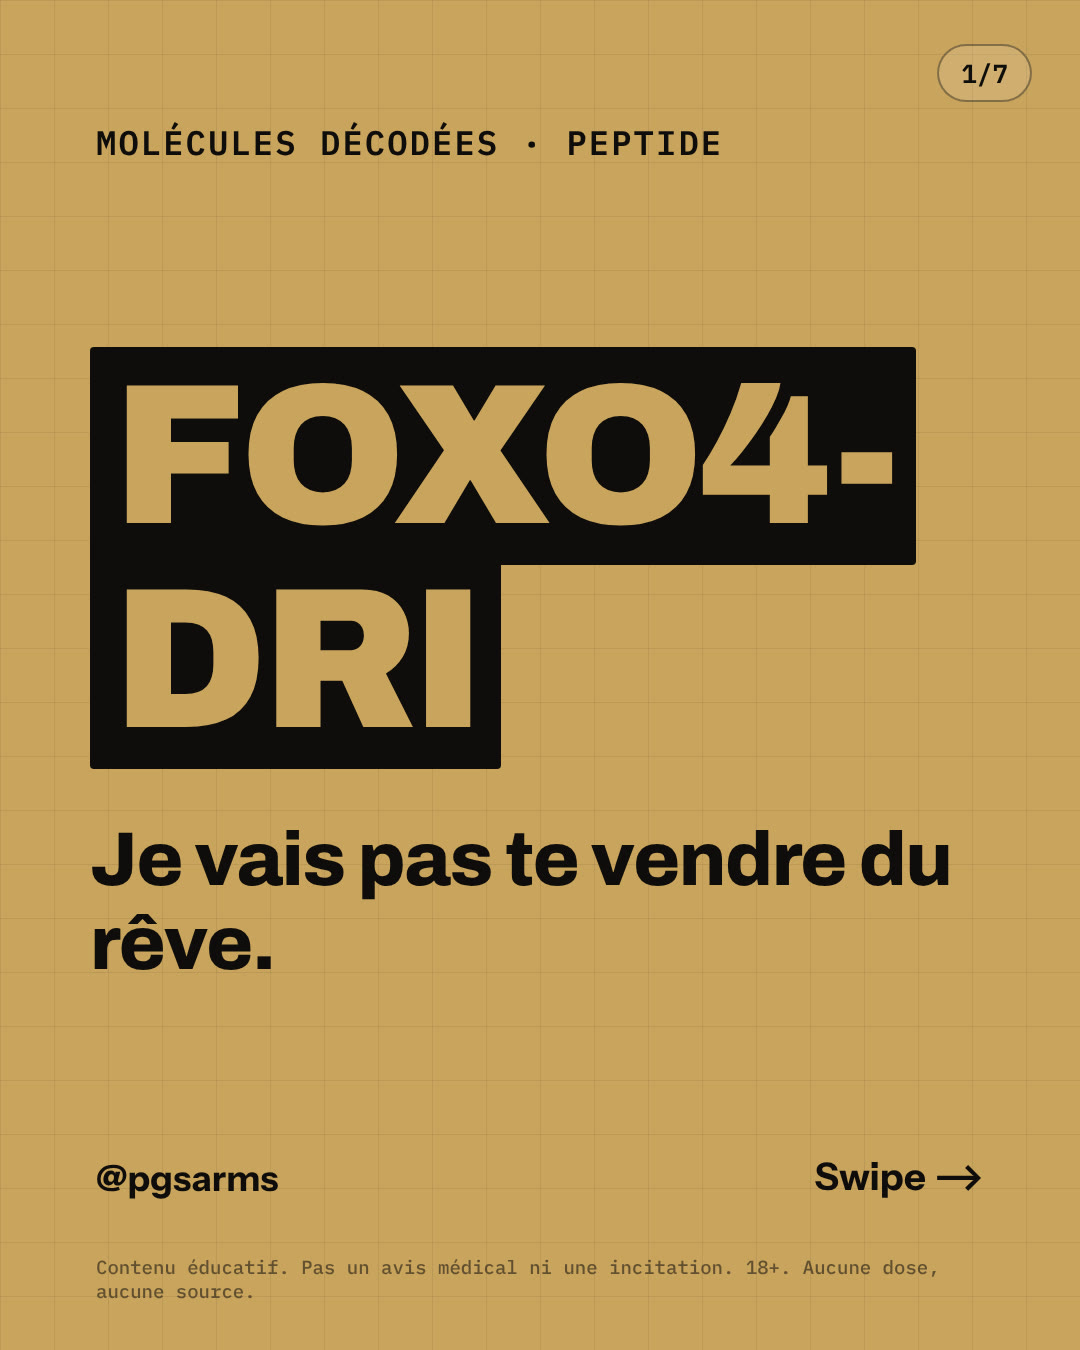 1/7
MOLÉCULES DÉCODÉES · PEPTIDE
FOXO4-
DRI
Je vais pas te vendre du
rêve.
@pgsarms
Swipe →
Contenu éducatif. Pas un avis médical ni une incitation. 18+. Aucune dose,
aucune source.